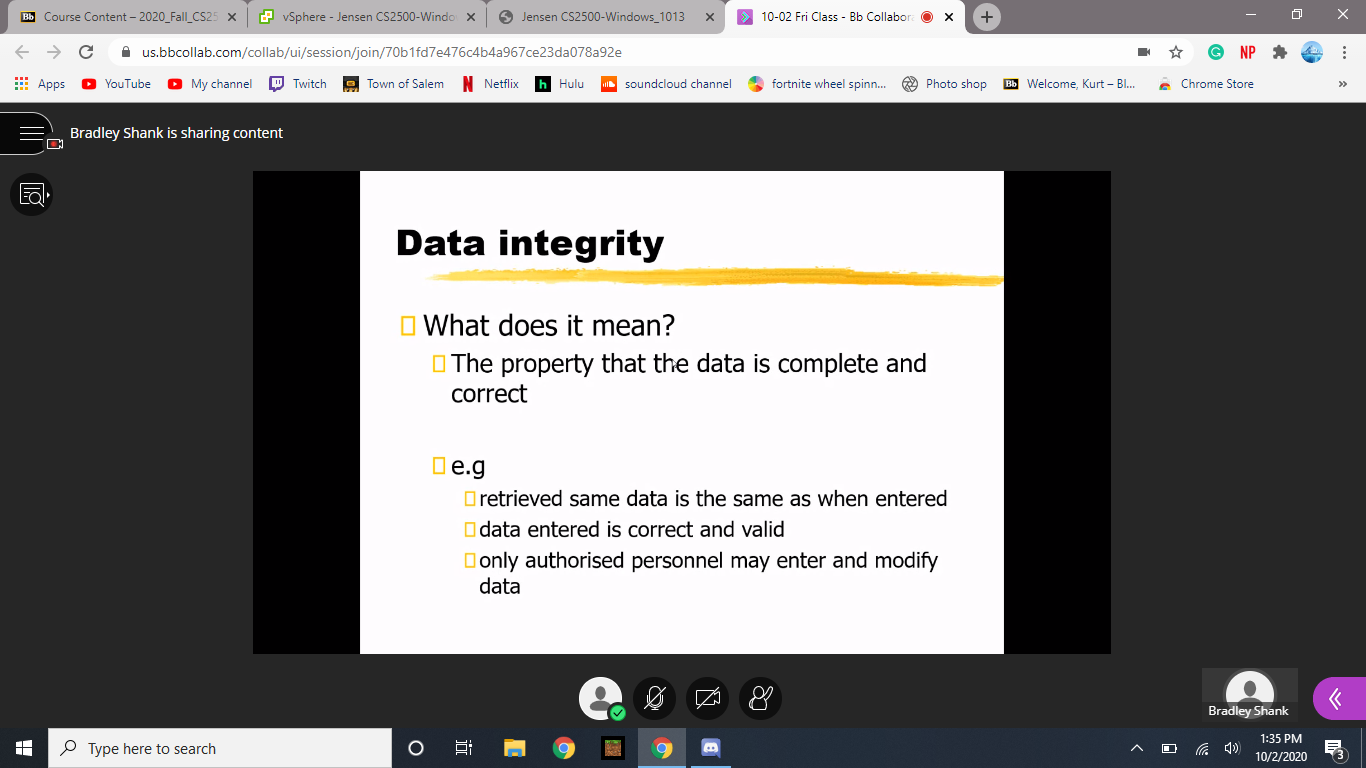 Course Content – 2020_Fall_CS25
vSphere - Jensen CS2500-Windo
Jensen CS2500-Windows_1013
10-02 Fri Class - Bb Collabora
us.bbcollab.com/collab/ui/session/join/70b1fd7e476c4b4a967ce23da078a92e
Apps
YouTube
My channel
Twitch
Town of Salem
Netflix
Hulu
soundcloud channel
fortnite wheel spinn...
Photo shop
Welcome, Kurt – Bl...
Chrome Store
Bradley Shank is sharing content
Data integrity
What does it mean?
The property that the data is complete and
correct
e.g
retrieved same data is the same as when entered
data entered is correct and valid
only authorised personnel may enter and modify
data
Bradley Shank
Type here to search
1:35 PM
10/2/2020
3